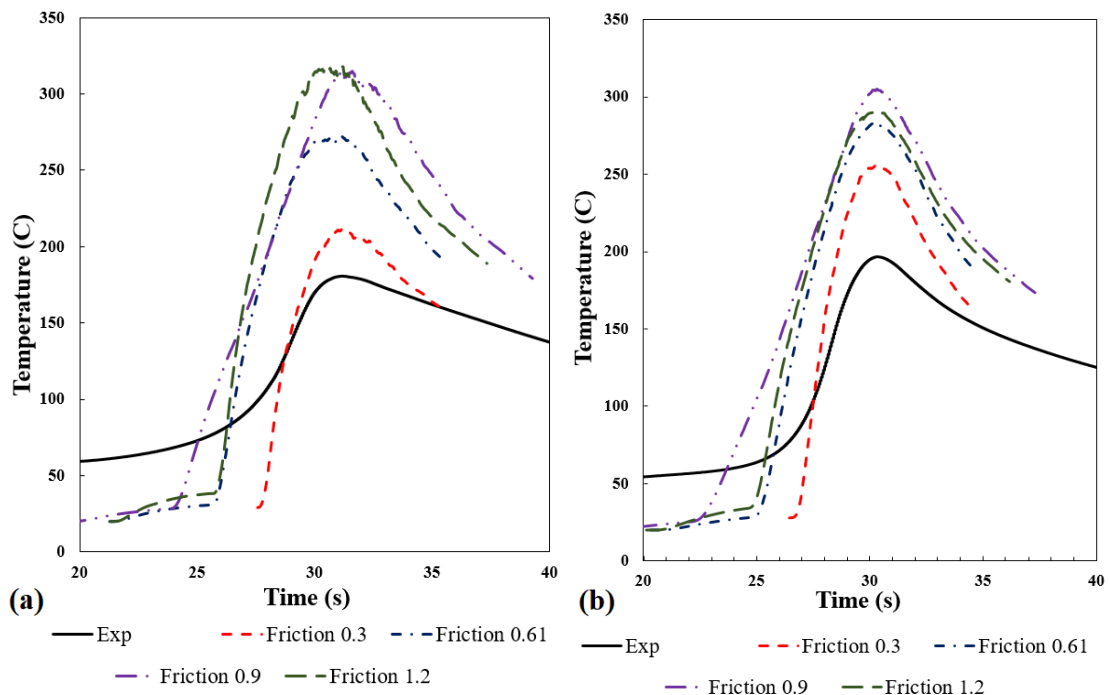 350
300
250
200
150
100
50
0
Temperature (C)
20
25
30
35
40
Time (s)
(a)
Exp
Friction 0.3
Friction 0.61
Friction 0.9
Friction 1.2
350
300
250
200
150
100
50
0
Temperature (C)
20
25
30
35
40
Time (s)
(b)
Exp
Friction 0.3
Friction 0.61
Friction 0.9
Friction 1.2